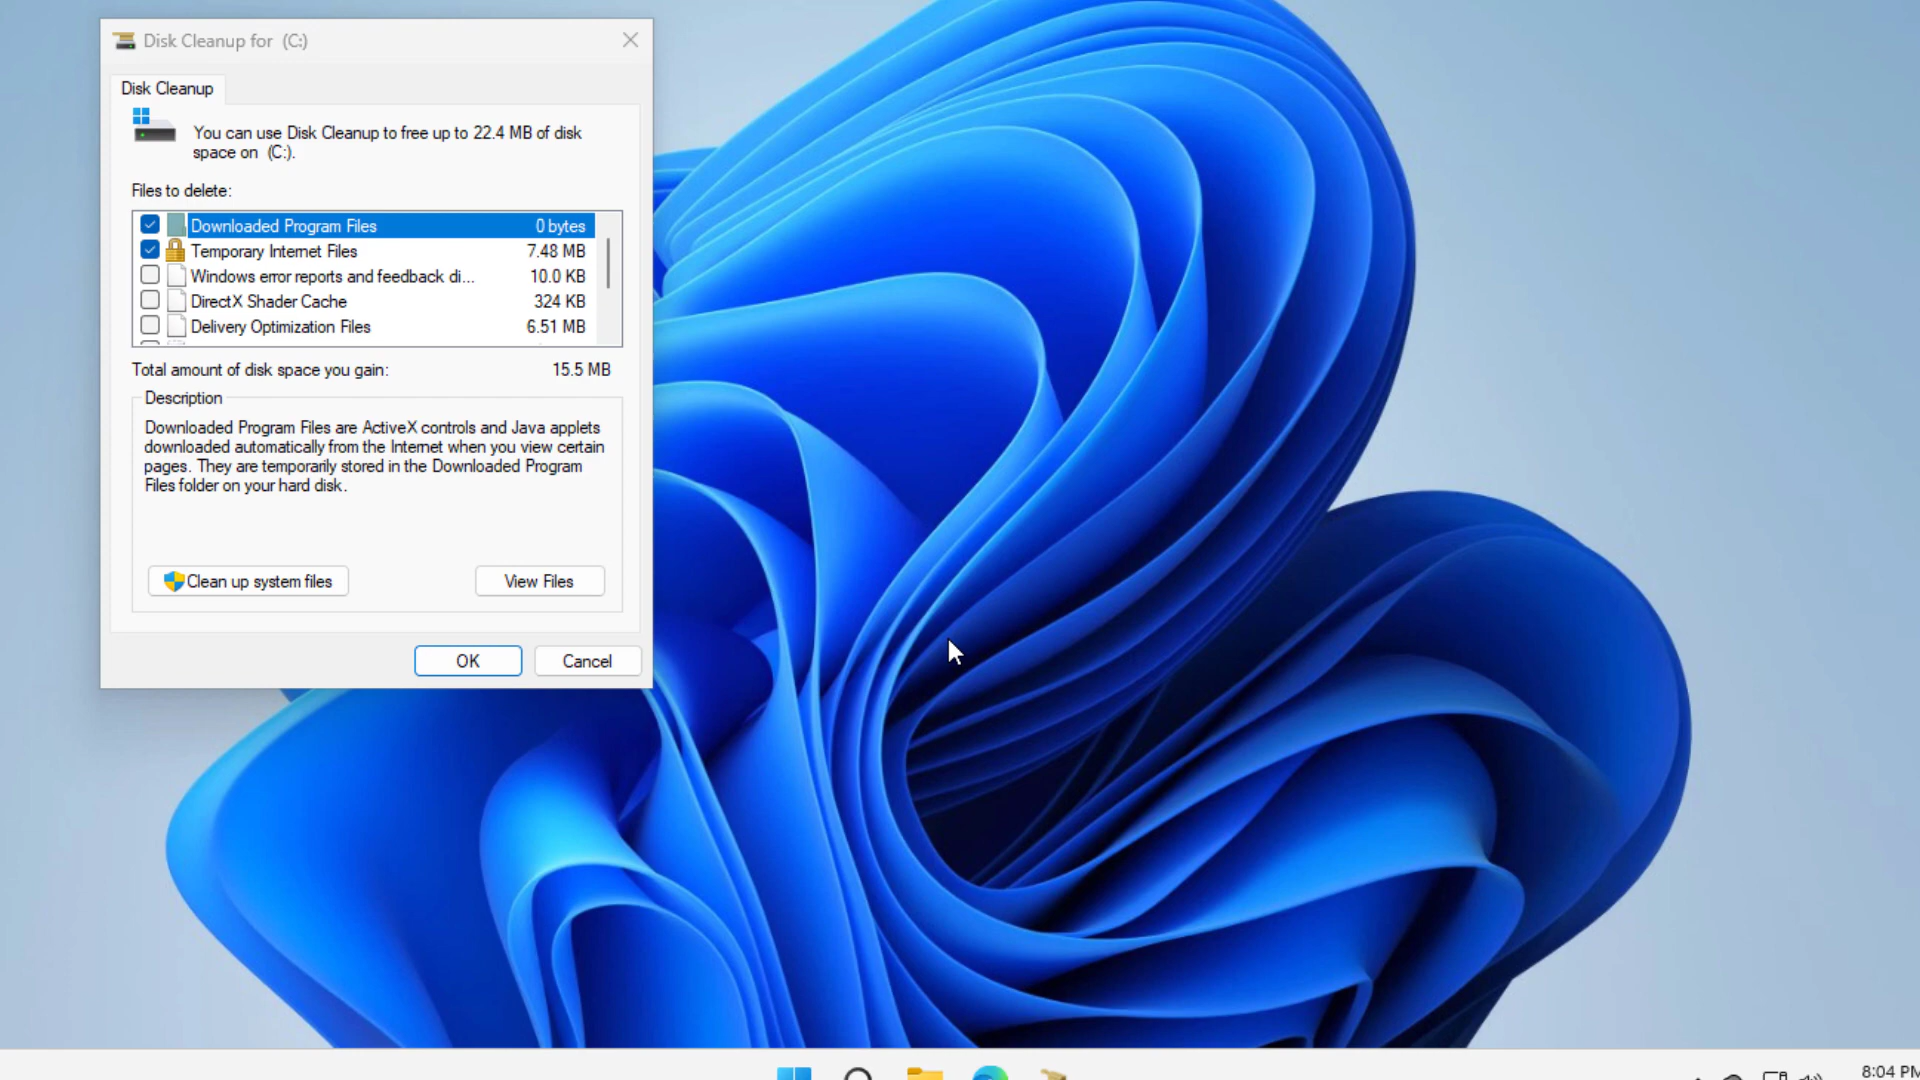 Disk Cleanup for  (C:)
Disk Cleanup
You can use Disk Cleanup to free up to 22.4 MB of disk
space on  (C:).
Files to delete:
Downloaded Program Files 0 bytes
Temporary Internet Files 7.48 MB
Windows error reports and feedback di... 10.0 KB
DirectX Shader Cache 324 KB
Delivery Optimization Files 6.51 MB
Total amount of disk space you gain: 15.5 MB
Description
Downloaded Program Files are ActiveX controls and Java applets
downloaded automatically from the Internet when you view certain
pages. They are temporarily stored in the Downloaded Program
Files folder on your hard disk.
Clean up system files View Files
OK Cancel
8:04 PM